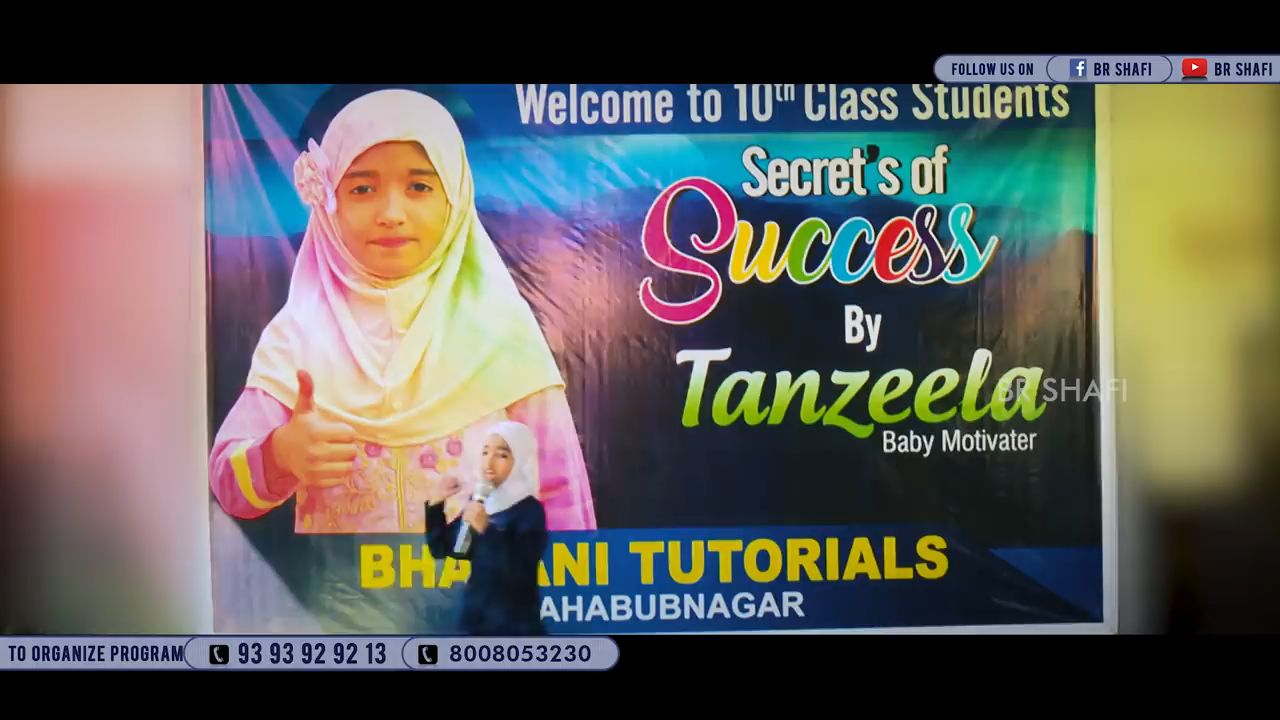 FOLLOW US ON BR SHAFI BR SHAFI
Welcome to 10th Class Students
Secret's of
Success
By
Tanzeela
BR SHAFI
Baby Motivater
TUTORIALS
TO ORGANIZE PROGRAM 93 93 92 92 13 8008053230